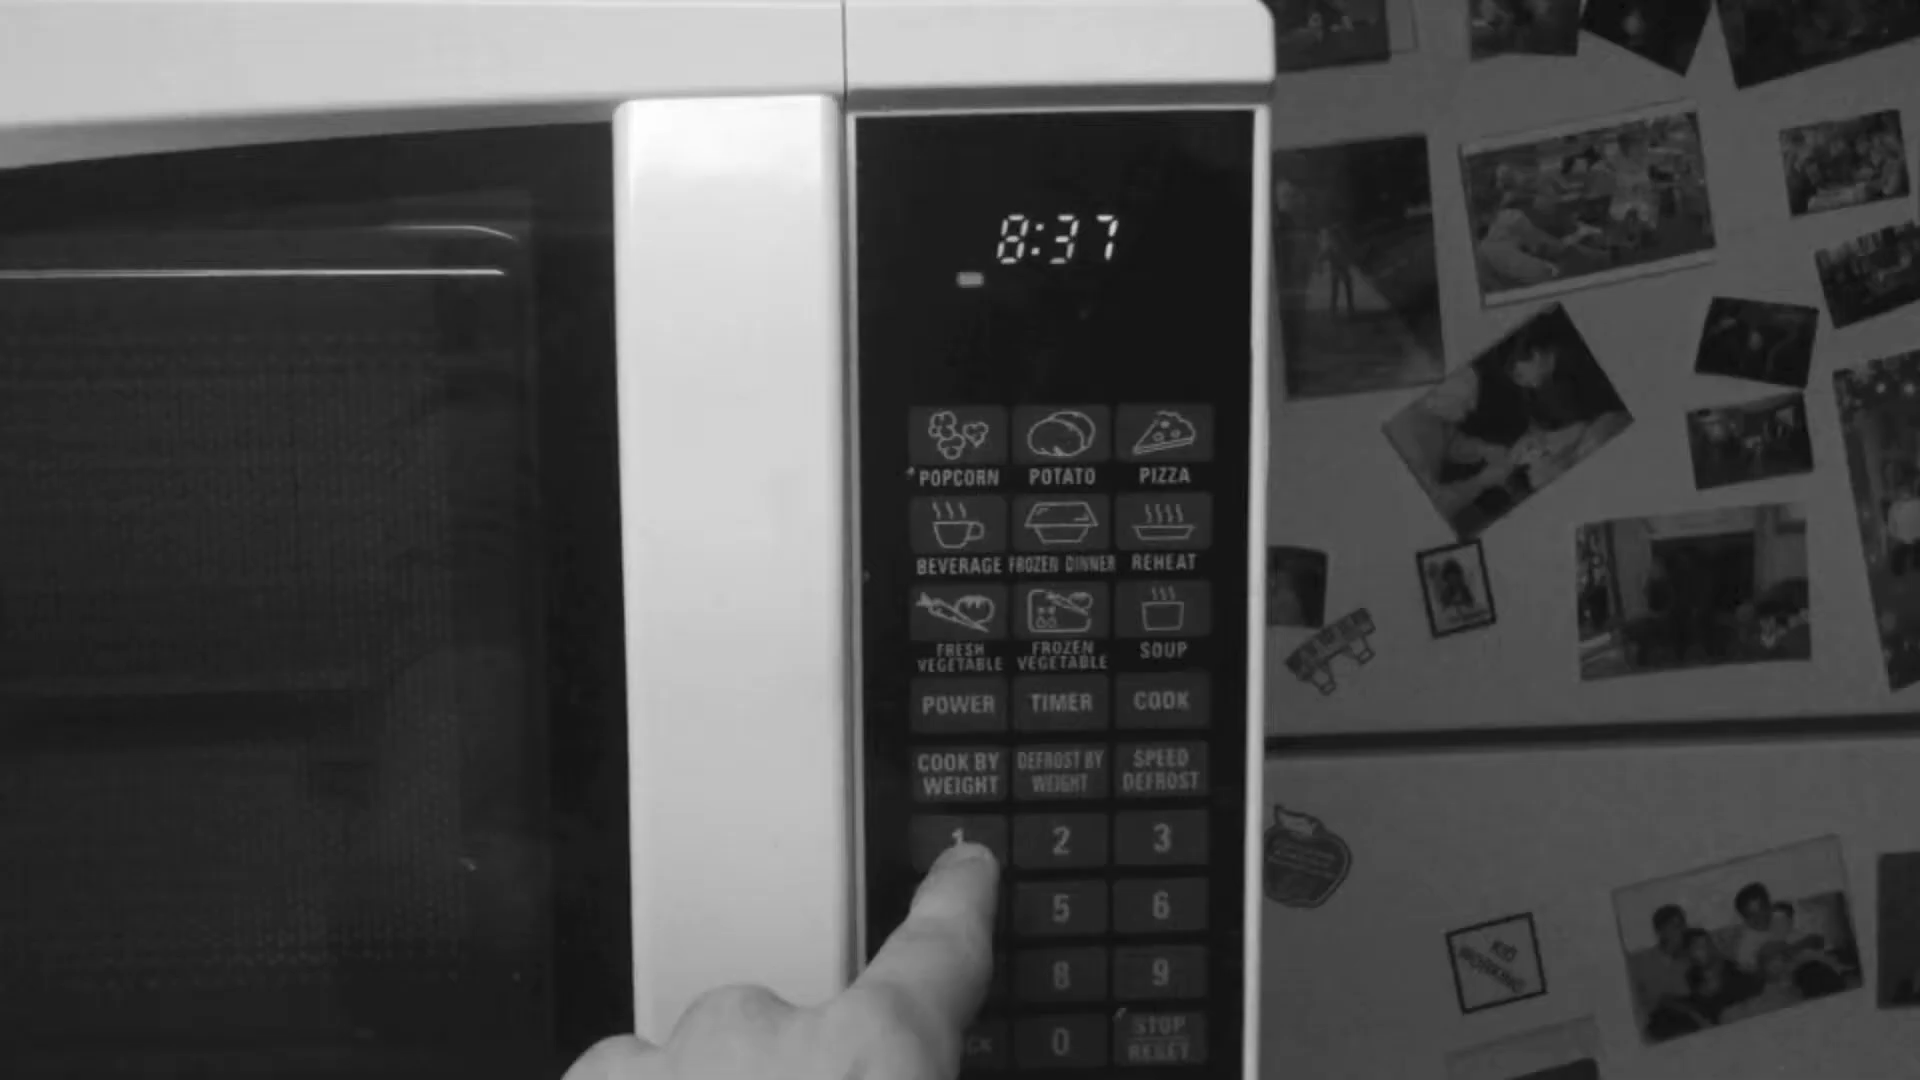 8:37
POPCORN POTATO PIZZA
BEVERAGE FROZEN DINNER REHEAT
FRESH VEGETABLE FROZEN VEGETABLE SOUP
POWER TIMER COOK
COOK BY WEIGHT DEFROST BY WEIGHT SPEED DEFROST
1 2 3
5 6
8 9
0 STOP RESET